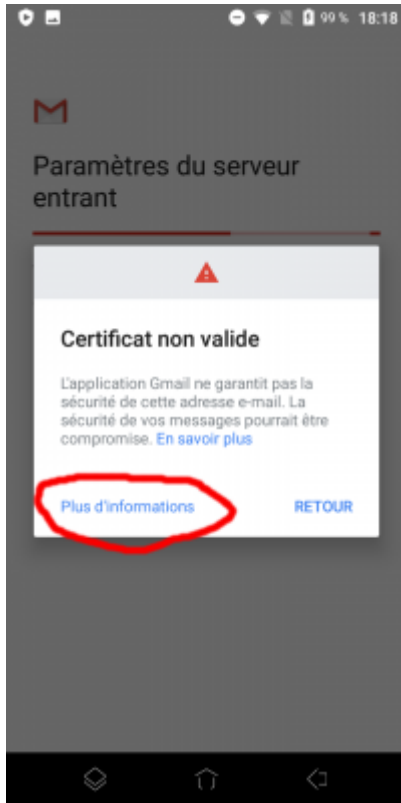 99 % 18:18
Paramètres du serveur
entrant
Certificat non valide
L'application Gmail ne garantit pas la
sécurité de cette adresse e-mail. La
sécurité de vos messages pourrait être
compromise. En savoir plus
Plus d'informations RETOUR